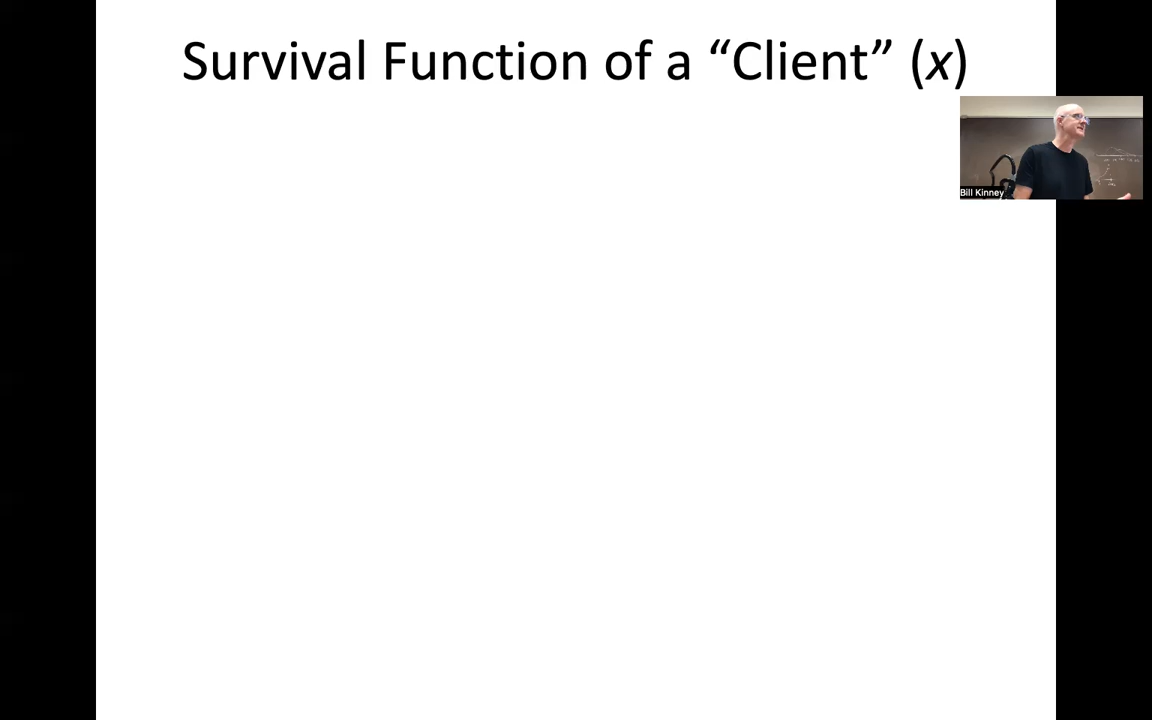 Survival Function of a “Client” (x)
Bill Kinney